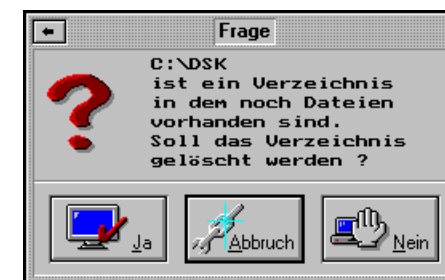 Frage
C:\DSK
ist ein Verzeichnis
in dem noch Dateien
vorhanden sind.
Soll das Verzeichnis
gelöscht werden ?
Ja
Abbruch
Nein